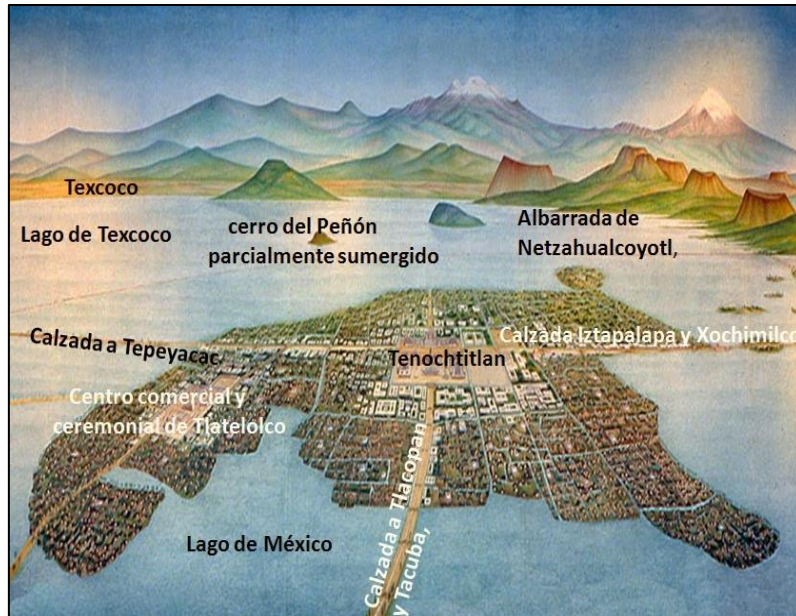 Texcoco
Lago de Texcoco
cerro del Peñón
parcialmente sumergido
Albarrada de
Netzahualcoyotl,
Calzada a Tepeyacac
Calzada Iztapalapa y Xochimilco
Tenochtitlan
Centro comercial y
ceremonial de Tlatelolco
Calzada a Tlacopan
y Tacuba,
Lago de México